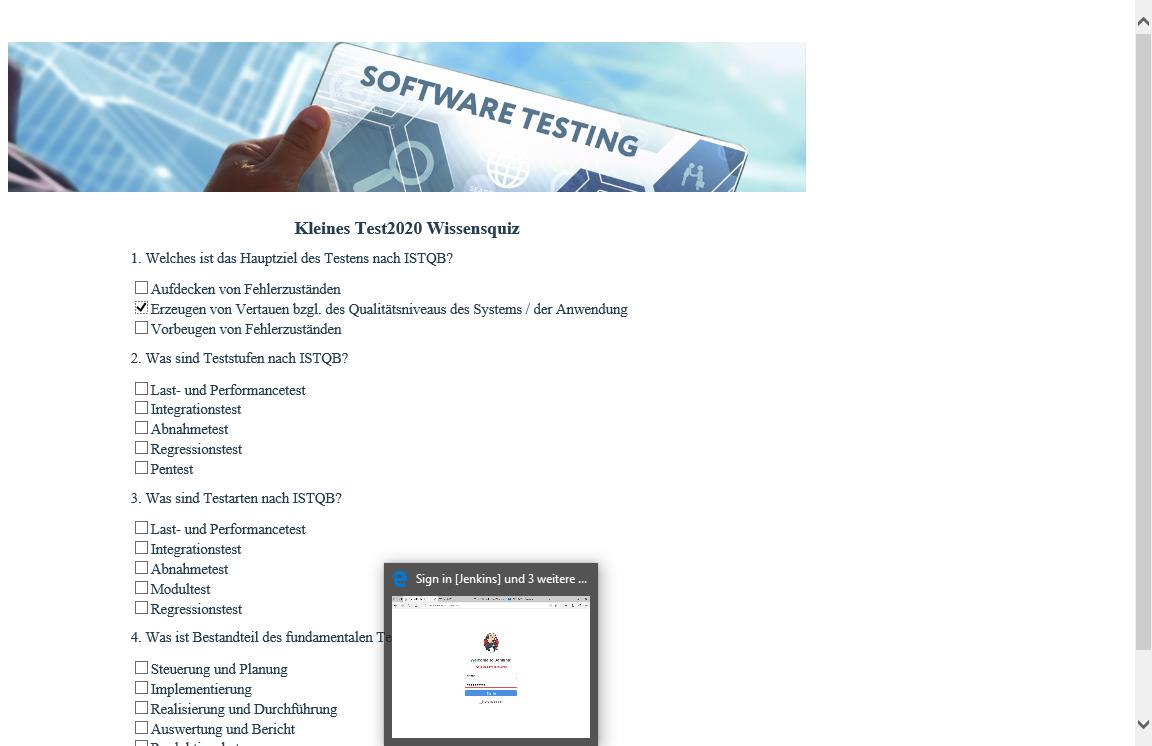 SOFTWARE TESTING
Kleines Test2020 Wissensquiz
1. Welches ist das Hauptziel des Testens nach ISTQB?
Aufdecken von Fehlerzuständen
Erzeugen von Vertauen bzgl. des Qualitätsniveaus des Systems / der Anwendung
Vorbeugen von Fehlerzuständen
2. Was sind Teststufen nach ISTQB?
Last- und Performancetest
Integrationstest
Abnahmetest
Regressionstest
Pentest
3. Was sind Testarten nach ISTQB?
Last- und Performancetest
Integrationstest
Abnahmetest
Modultest
Regressionstest
4. Was ist Bestandteil des fundamentalen Te
Steuerung und Planung
Implementierung
Realisierung und Durchführung
Auswertung und Bericht
Sign in [Jenkins] und 3 weitere ...
Welcome to Jenkins!